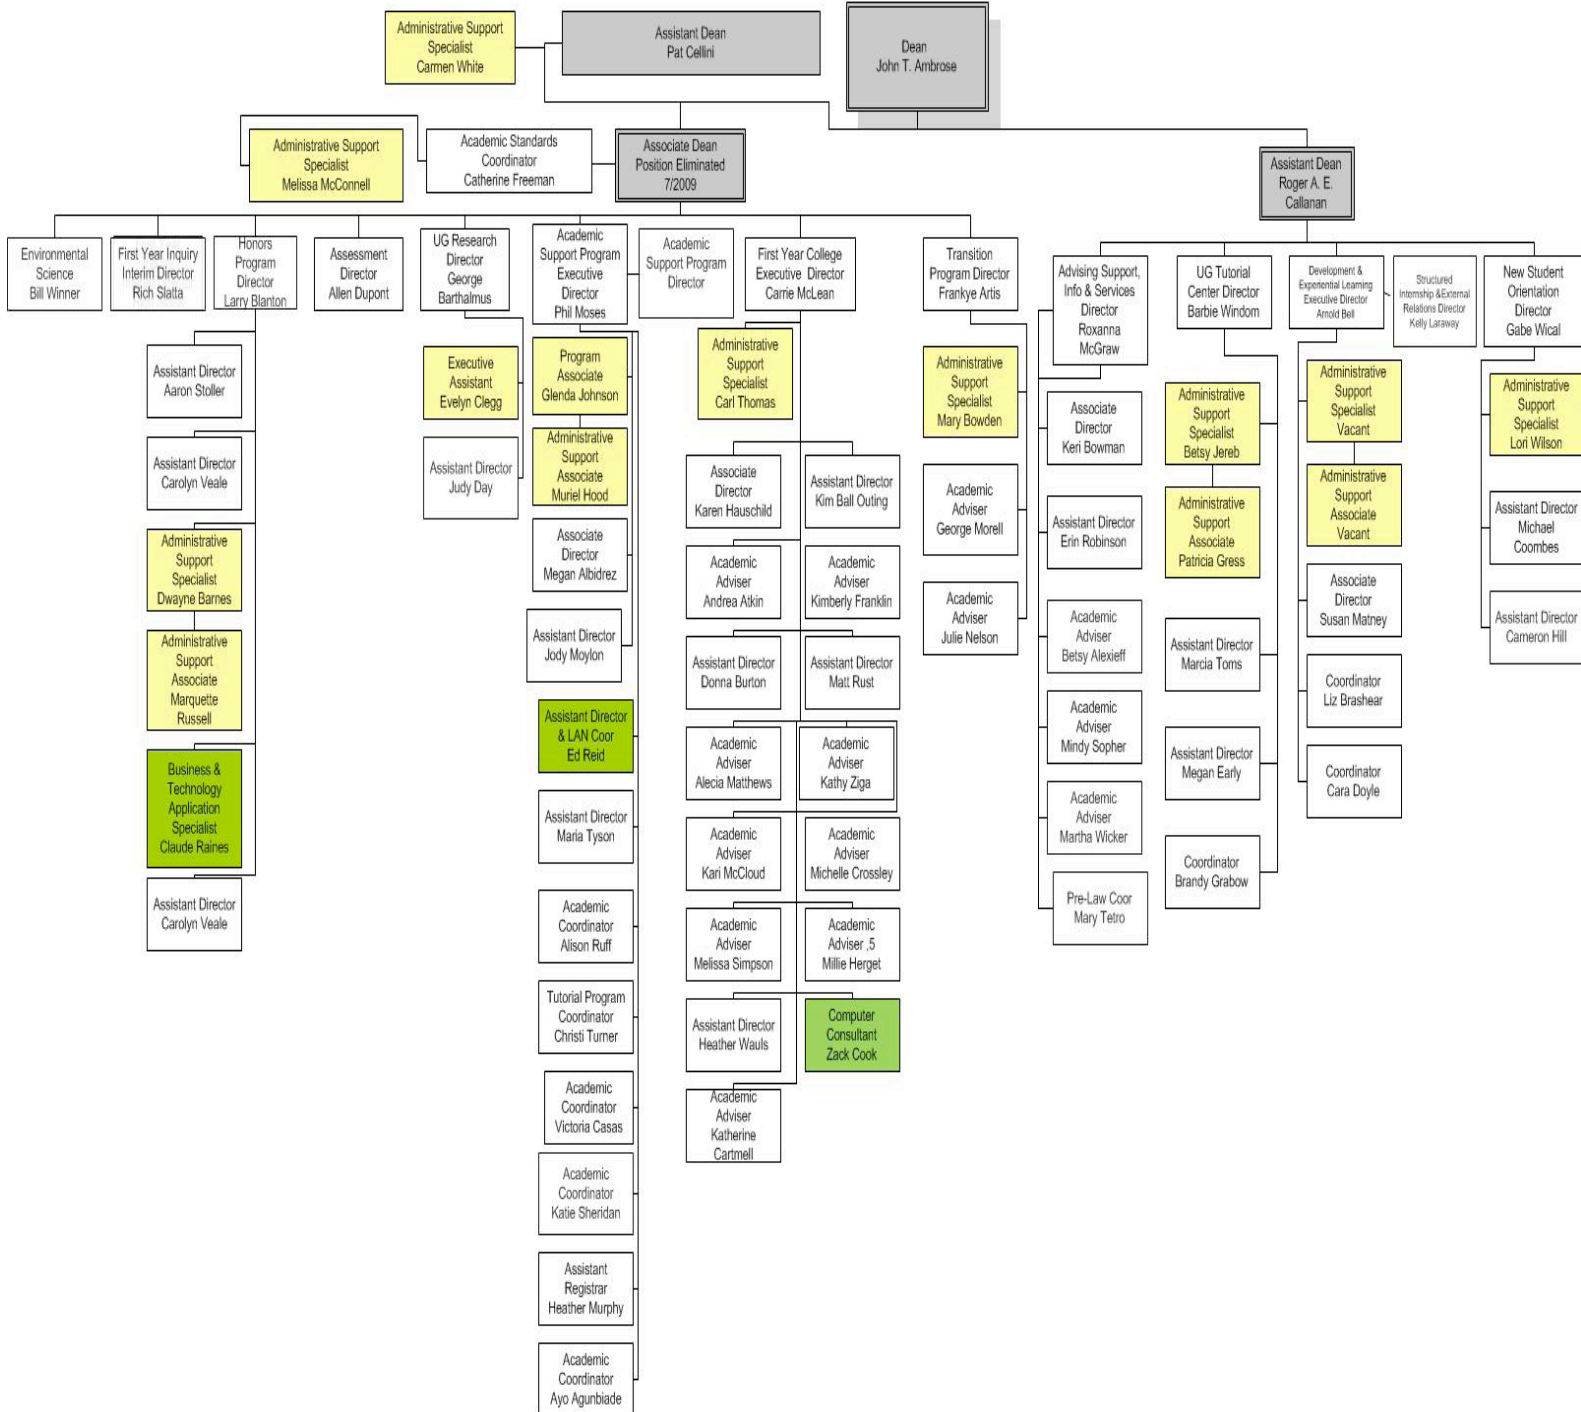 Administrative Support
Specialist
Carmen White
Assistant Dean
Pat Cellini
Dean
John T. Ambrose
Administrative Support
Specialist
Melissa McConnell
Academic Standards
Coordinator
Catherine Freeman
Associate Dean
Position Eliminated
7/2009
Assistant Dean
Roger A. E.
Callanan
Environmental
Science
Bill Winner
First Year Inquiry
Interim Director
Rich Slatta
Honors
Program
Director
Larry Blanton
Assessment
Director
Allen Dupont
UG Research
Director
George
Barthalmus
Academic
Support Program
Executive
Director
Phil Moses
Academic
Support Program
Director
First Year College
Executive Director
Carrie McLean
Transition
Program Director
Frankye Artis
Advising Support,
Info & Services
Director
Roxanna
McGraw
UG Tutorial
Center Director
Barbie Windom
Development &
Experiential Learning
Executive Director
Arnold Bell
Structured
Internship &External
Relations Director
Kelly Laraway
New Student
Orientation
Director
Gabe Wical
Assistant Director
Aaron Stoller
Assistant Director
Carolyn Veale
Administrative
Support
Specialist
Dwayne Barnes
Administrative
Support
Associate
Marquette
Russell
Business &
Technology
Application
Specialist
Claude Raines
Assistant Director
Carolyn Veale
Executive
Assistant
Evelyn Clegg
Assistant Director
Judy Day
Program
Associate
Glenda Johnson
Administrative
Support
Associate
Muriel Hood
Associate
Director
Megan Albidrez
Assistant Director
Jody Moylon
Assistant Director
& LAN Coor
Ed Reid
Assistant Director
Maria Tyson
Academic
Coordinator
Alison Ruff
Tutorial Program
Coordinator
Christi Turner
Academic
Coordinator
Victoria Casas
Academic
Coordinator
Katie Sheridan
Assistant
Registrar
Heather Murphy
Academic
Coordinator
Ayo Agunbiade
Administrative
Support
Specialist
Carl Thomas
Associate
Director
Karen Hauschild
Assistant Director
Kim Ball Outing
Academic
Adviser
Andrea Atkin
Academic
Adviser
Kimberly Franklin
Assistant Director
Donna Burton
Assistant Director
Matt Rust
Academic
Adviser
Alecia Matthews
Academic
Adviser
Kathy Ziga
Academic
Adviser
Kari McCloud
Academic
Adviser
Michelle Crossley
Academic
Adviser
Melissa Simpson
Academic
Adviser ,5
Millie Herget
Assistant Director
Heather Wauls
Computer
Consultant
Zack Cook
Academic
Adviser
Katherine
Cartmell
Administrative
Support
Specialist
Mary Bowden
Academic
Adviser
George Morell
Academic
Adviser
Julie Nelson
Associate
Director
Keri Bowman
Assistant Director
Erin Robinson
Academic
Adviser
Betsy Alexieff
Academic
Adviser
Mindy Sopher
Academic
Adviser
Martha Wicker
Pre-Law Coor
Mary Tetro
Administrative
Support
Specialist
Betsy Jereb
Administrative
Support
Associate
Patricia Gress
Assistant Director
Marcia Toms
Assistant Director
Megan Early
Coordinator
Brandy Grabow
Administrative
Support
Specialist
Vacant
Administrative
Support
Associate
Vacant
Associate
Director
Susan Matney
Coordinator
Liz Brashear
Coordinator
Cara Doyle
Administrative
Support
Specialist
Lori Wilson
Assistant Director
Michael
Coombes
Assistant Director
Cameron Hill